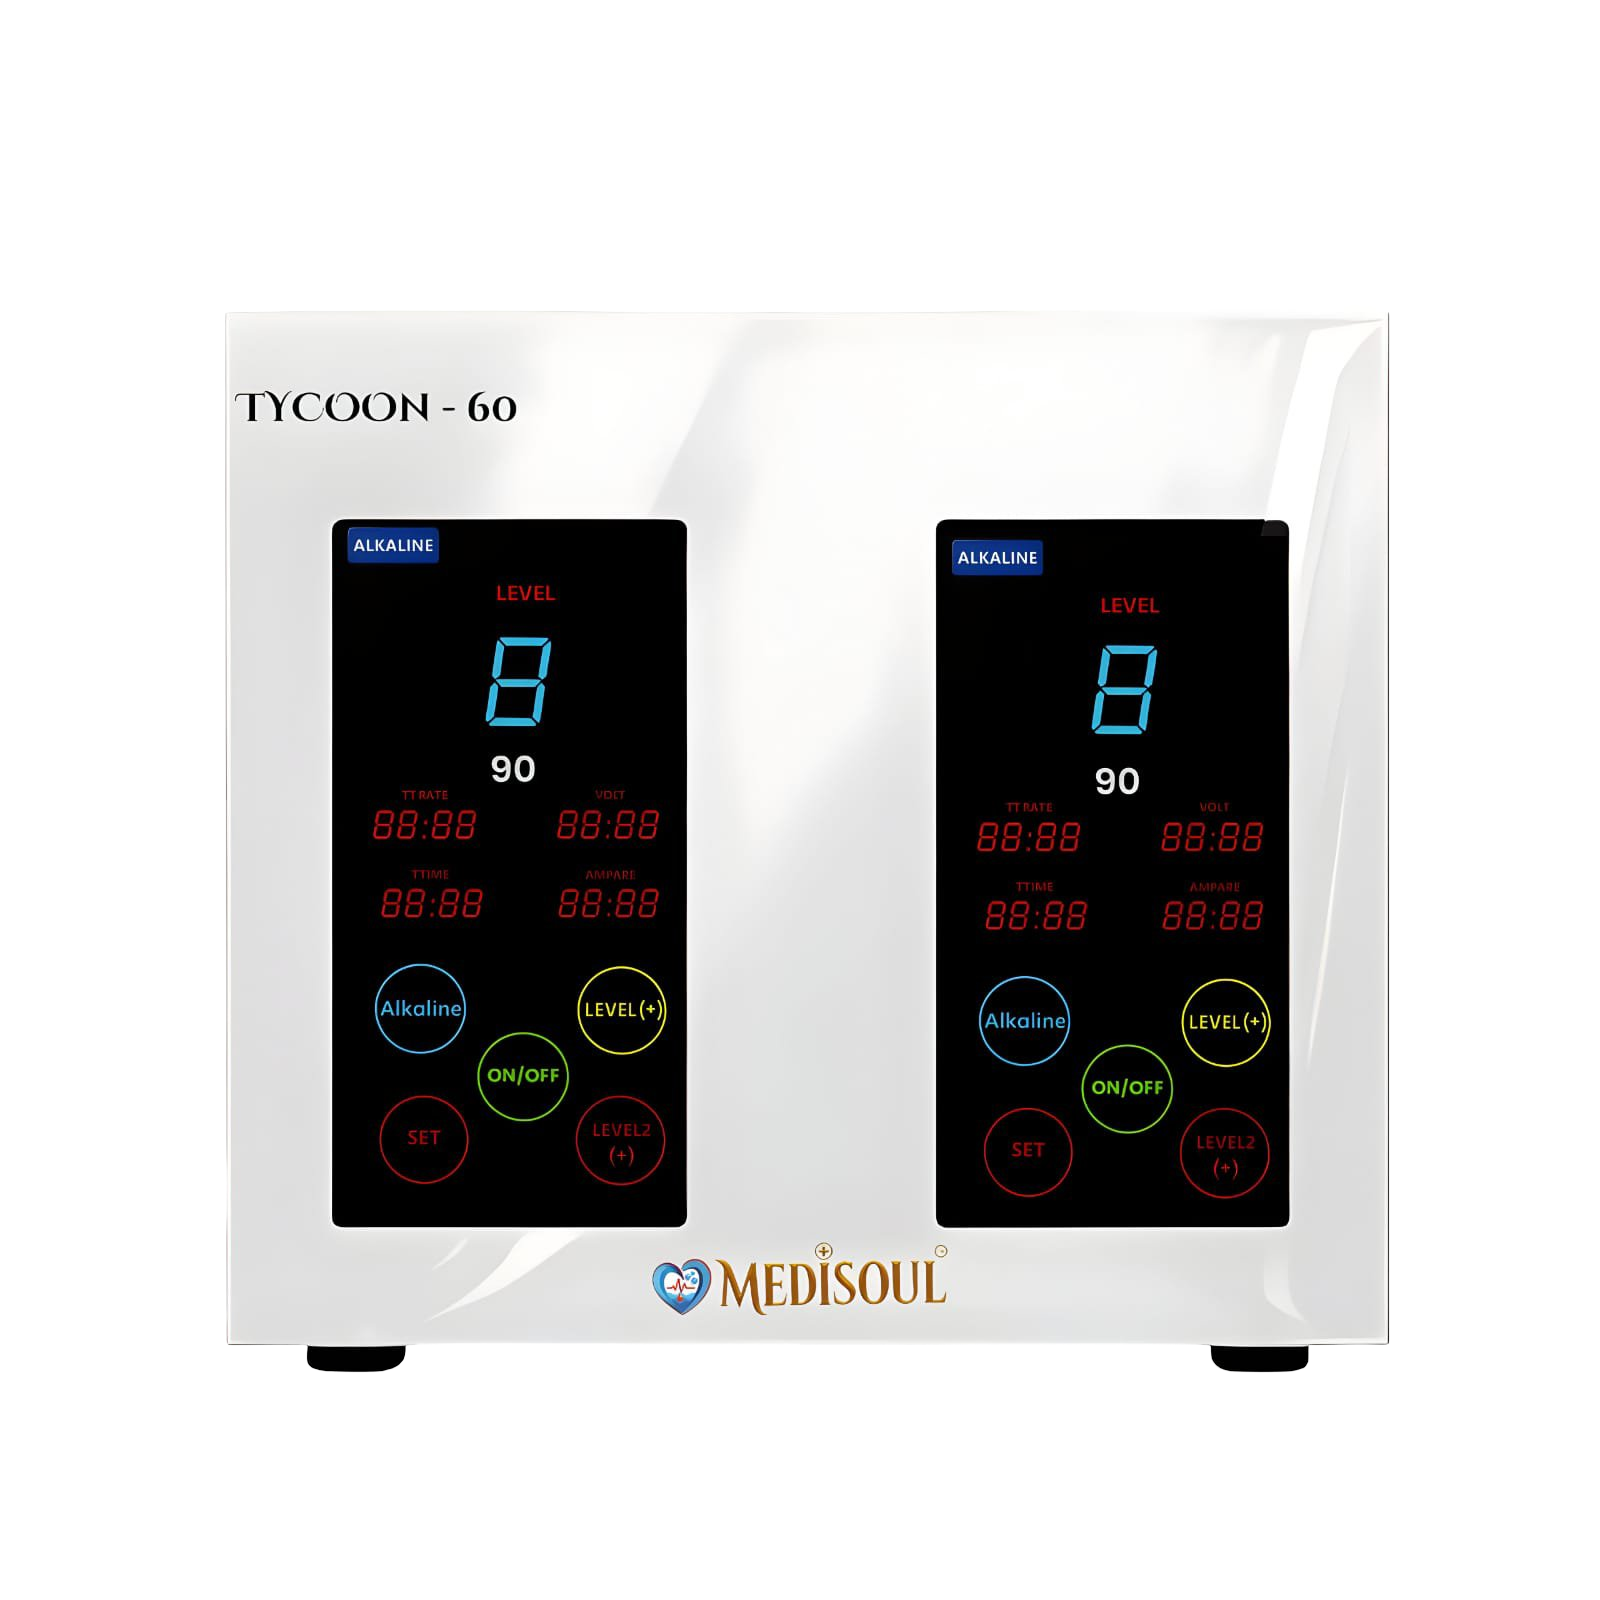 TYCOON - 60
ALKALINE
LEVEL
8
90
TT RATE VOLT
88:88 88:88
TTIME AMPARE
88:88 88:88
Alkaline LEVEL(+)
ON/OFF
SET LEVEL2
(+)
ALKALINE
LEVEL
8
90
TT RATE VOLT
88:88 88:88
TTIME AMPARE
88:88 88:88
Alkaline LEVEL(+)
ON/OFF
SET LEVEL2
(+)
MEDISOUL